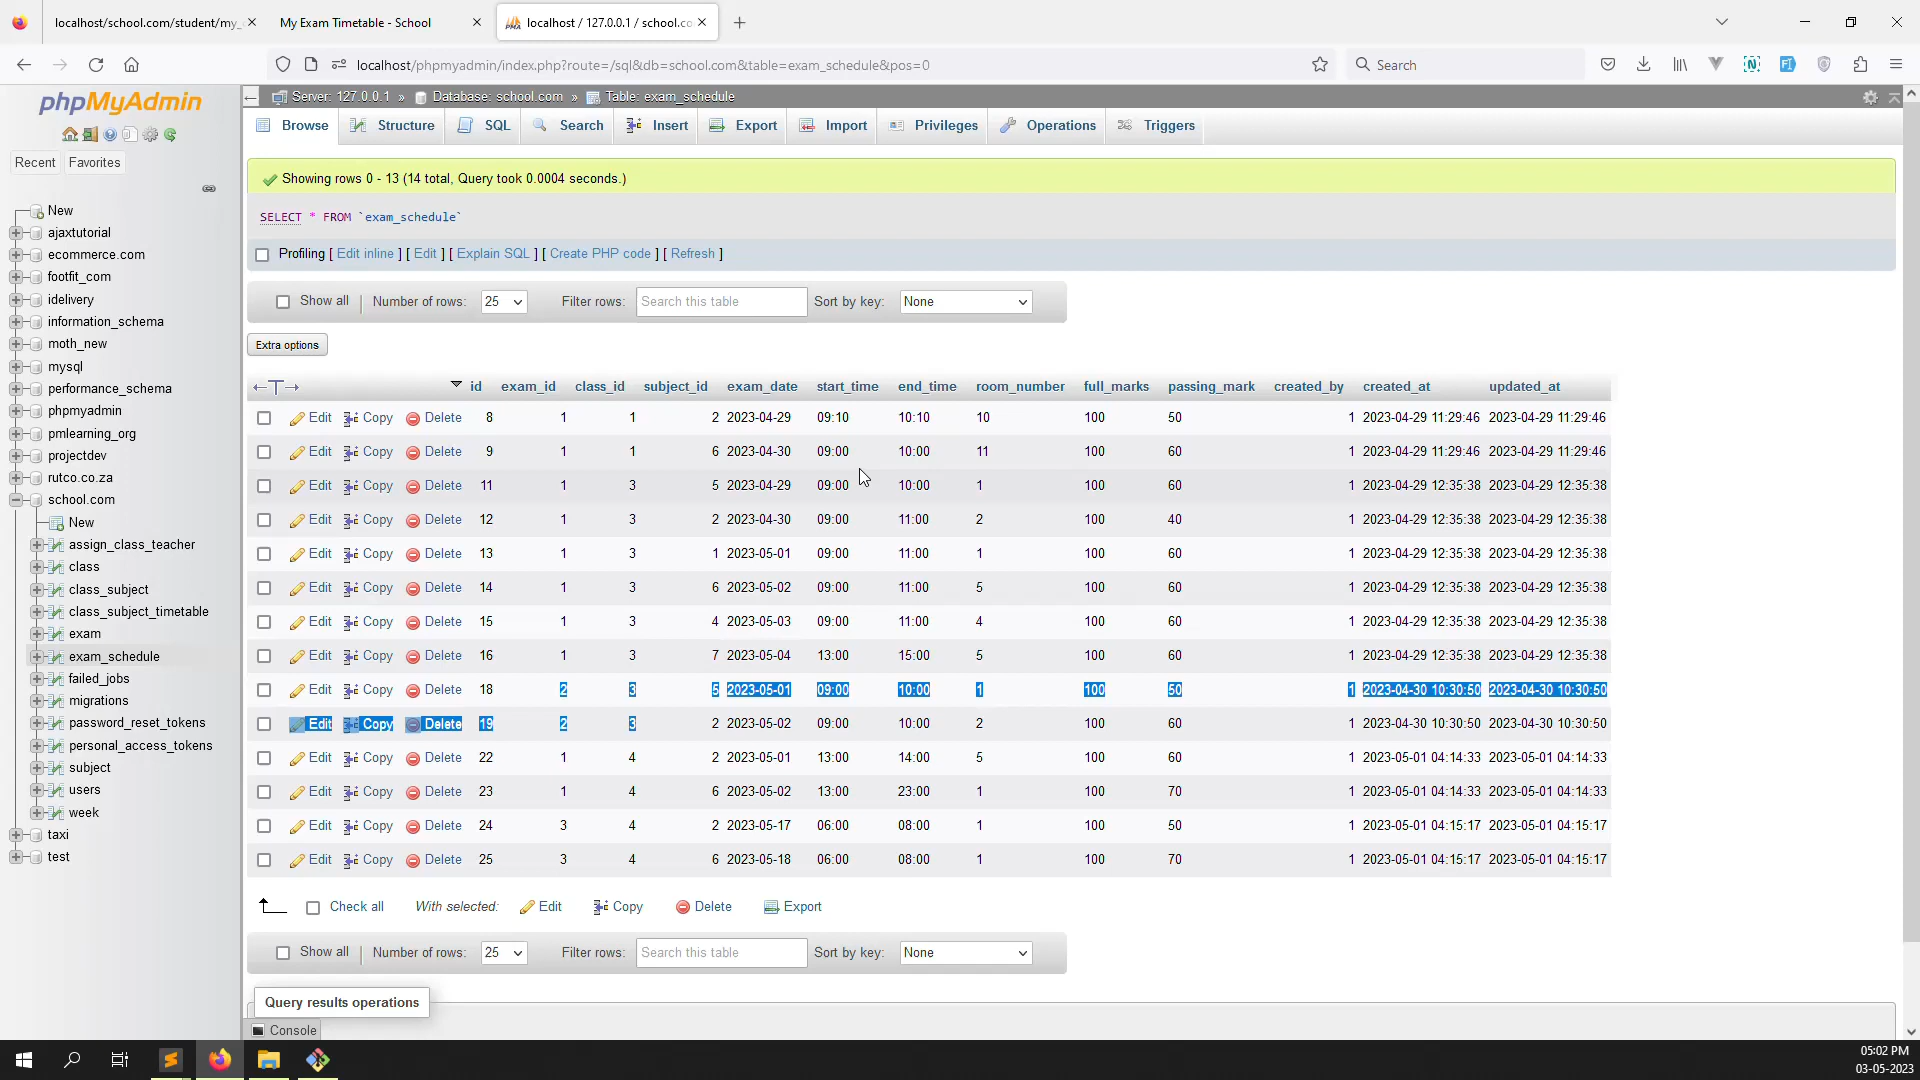 localhost/school.com/student/my_
My Exam Timetable - School
localhost / 127.0.0.1 / school.co
localhost/phpmyadmin/index.php?route=/sql&db=school.com&table=exam_schedule&pos=0
Search
phpMyAdmin
Recent
Favorites
New
ajaxtutorial
ecommerce.com
footfit_com
idelivery
information_schema
moth_new
mysql
performance_schema
phpmyadmin
pmlearning_org
projectdev
rutco.co.za
school.com
New
assign_class_teacher
class
class_subject
class_subject_timetable
exam
exam_schedule
failed_jobs
migrations
password_reset_tokens
personal_access_tokens
subject
users
week
taxi
test
Server: 127.0.0.1 » Database: school.com » Table: exam_schedule
Browse Structure SQL Search Insert Export Import Privileges Operations Triggers
Showing rows 0 - 13 (14 total, Query took 0.0004 seconds.)
SELECT * FROM `exam_schedule`
Profiling [ Edit inline ] [ Edit ] [ Explain SQL ] [ Create PHP code ] [ Refresh ]
Show all Number of rows: 25 Filter rows: Search this table Sort by key: None
Extra options
id exam_id class_id subject_id exam_date start_time end_time room_number full_marks passing_mark created_by created_at updated_at
Edit Copy Delete 8 1 1 2 2023-04-29 09:10 10:10 10 100 50 1 2023-04-29 11:29:46 2023-04-29 11:29:46
Edit Copy Delete 9 1 1 6 2023-04-30 09:00 10:00 11 100 60 1 2023-04-29 11:29:46 2023-04-29 11:29:46
Edit Copy Delete 11 1 3 5 2023-04-29 09:00 10:00 1 100 60 1 2023-04-29 12:35:38 2023-04-29 12:35:38
Edit Copy Delete 12 1 3 2 2023-04-30 09:00 11:00 2 100 40 1 2023-04-29 12:35:38 2023-04-29 12:35:38
Edit Copy Delete 13 1 3 1 2023-05-01 09:00 11:00 1 100 60 1 2023-04-29 12:35:38 2023-04-29 12:35:38
Edit Copy Delete 14 1 3 6 2023-05-02 09:00 11:00 5 100 60 1 2023-04-29 12:35:38 2023-04-29 12:35:38
Edit Copy Delete 15 1 3 4 2023-05-03 09:00 11:00 4 100 60 1 2023-04-29 12:35:38 2023-04-29 12:35:38
Edit Copy Delete 16 1 3 7 2023-05-04 13:00 15:00 5 100 60 1 2023-04-29 12:35:38 2023-04-29 12:35:38
Edit Copy Delete 18 2 3 5 2023-05-01 09:00 10:00 1 100 50 1 2023-04-30 10:30:50 2023-04-30 10:30:50
Edit Copy Delete 19 2 3 2 2023-05-02 09:00 10:00 2 100 60 1 2023-04-30 10:30:50 2023-04-30 10:30:50
Edit Copy Delete 22 1 4 2 2023-05-01 13:00 14:00 5 100 60 1 2023-05-01 04:14:33 2023-05-01 04:14:33
Edit Copy Delete 23 1 4 6 2023-05-02 13:00 23:00 1 100 70 1 2023-05-01 04:14:33 2023-05-01 04:14:33
Edit Copy Delete 24 3 4 2 2023-05-17 06:00 08:00 1 100 50 1 2023-05-01 04:15:17 2023-05-01 04:15:17
Edit Copy Delete 25 3 4 6 2023-05-18 06:00 08:00 1 100 70 1 2023-05-01 04:15:17 2023-05-01 04:15:17
Check all With selected: Edit Copy Delete Export
Show all Number of rows: 25 Filter rows: Search this table Sort by key: None
Query results operations
Console
05:02 PM
03-05-2023